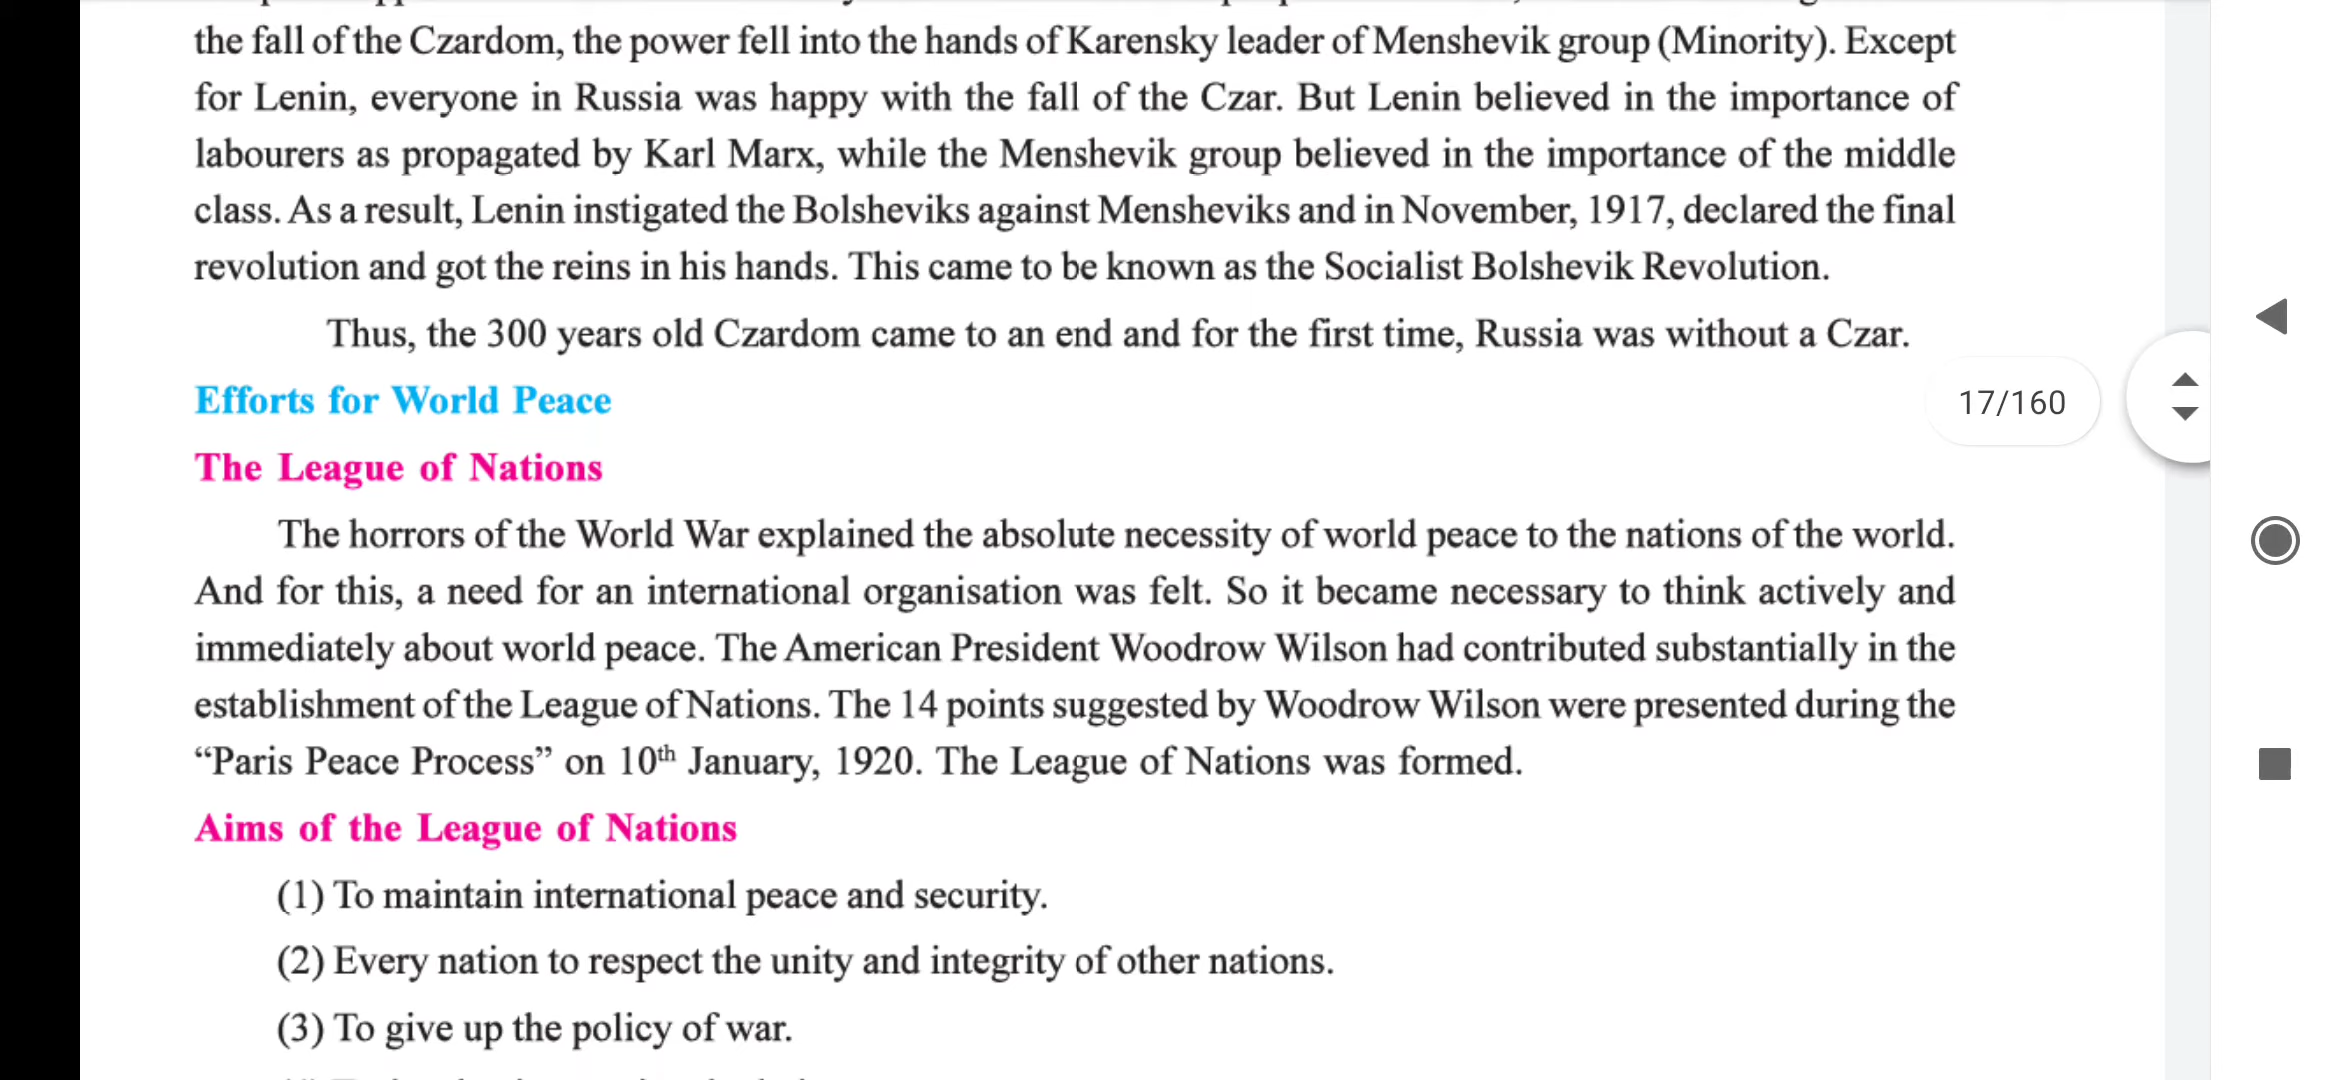 the fall of the Czardom, the power fell into the hands of Karensky leader of Menshevik group (Minority). Except
for Lenin, everyone in Russia was happy with the fall of the Czar. But Lenin believed in the importance of
labourers as propagated by Karl Marx, while the Menshevik group believed in the importance of the middle
class. As a result, Lenin instigated the Bolsheviks against Mensheviks and in November, 1917, declared the final
revolution and got the reins in his hands. This came to be known as the Socialist Bolshevik Revolution.
Thus, the 300 years old Czardom came to an end and for the first time, Russia was without a Czar.
Efforts for World Peace
17/160
The League of Nations
The horrors of the World War explained the absolute necessity of world peace to the nations of the world.
And for this, a need for an international organisation was felt. So it became necessary to think actively and
immediately about world peace. The American President Woodrow Wilson had contributed substantially in the
establishment of the League of Nations. The 14 points suggested by Woodrow Wilson were presented during the
“Paris Peace Process” on 10th January, 1920. The League of Nations was formed.
Aims of the League of Nations
(1) To maintain international peace and security.
(2) Every nation to respect the unity and integrity of other nations.
(3) To give up the policy of war.